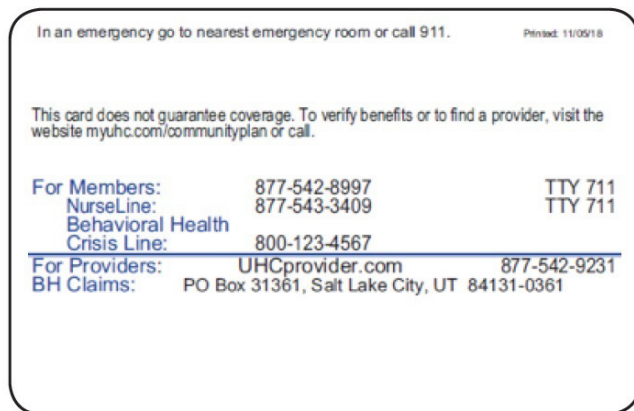 In an emergency go to nearest emergency room or call 911. Printed: 11/05/18
This card does not guarantee coverage. To verify benefits or to find a provider, visit the
website myuhc.com/communityplan or call.
For Members: 877-542-8997 TTY 711
NurseLine: 877-543-3409 TTY 711
Behavioral Health
Crisis Line: 800-123-4567
For Providers: UHCprovider.com 877-542-9231
BH Claims: PO Box 31361, Salt Lake City, UT 84131-0361